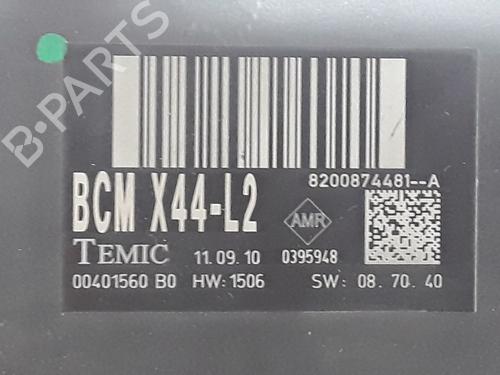 B-PARTS
8200874481--A
BCM X44-L2
AMR
TEMIC 11.09.10 0395948
00401560 B0 HW:1506 SW: 08.70.40